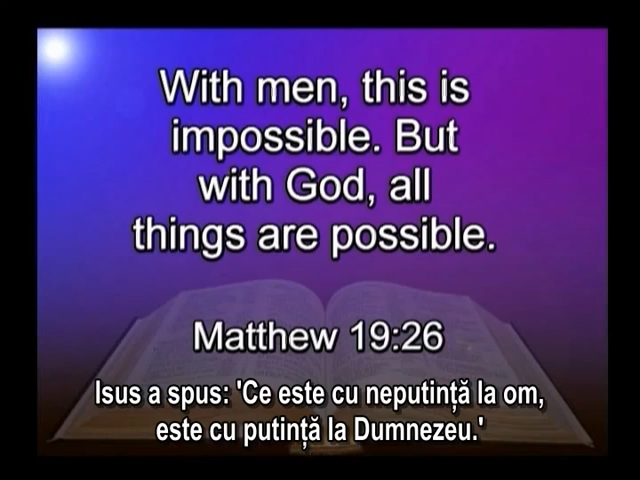 With men, this is
impossible. But
with God, all
things are possible.
Matthew 19:26
Isus a spus: 'Ce este cu neputință la om,
este cu putință la Dumnezeu.'